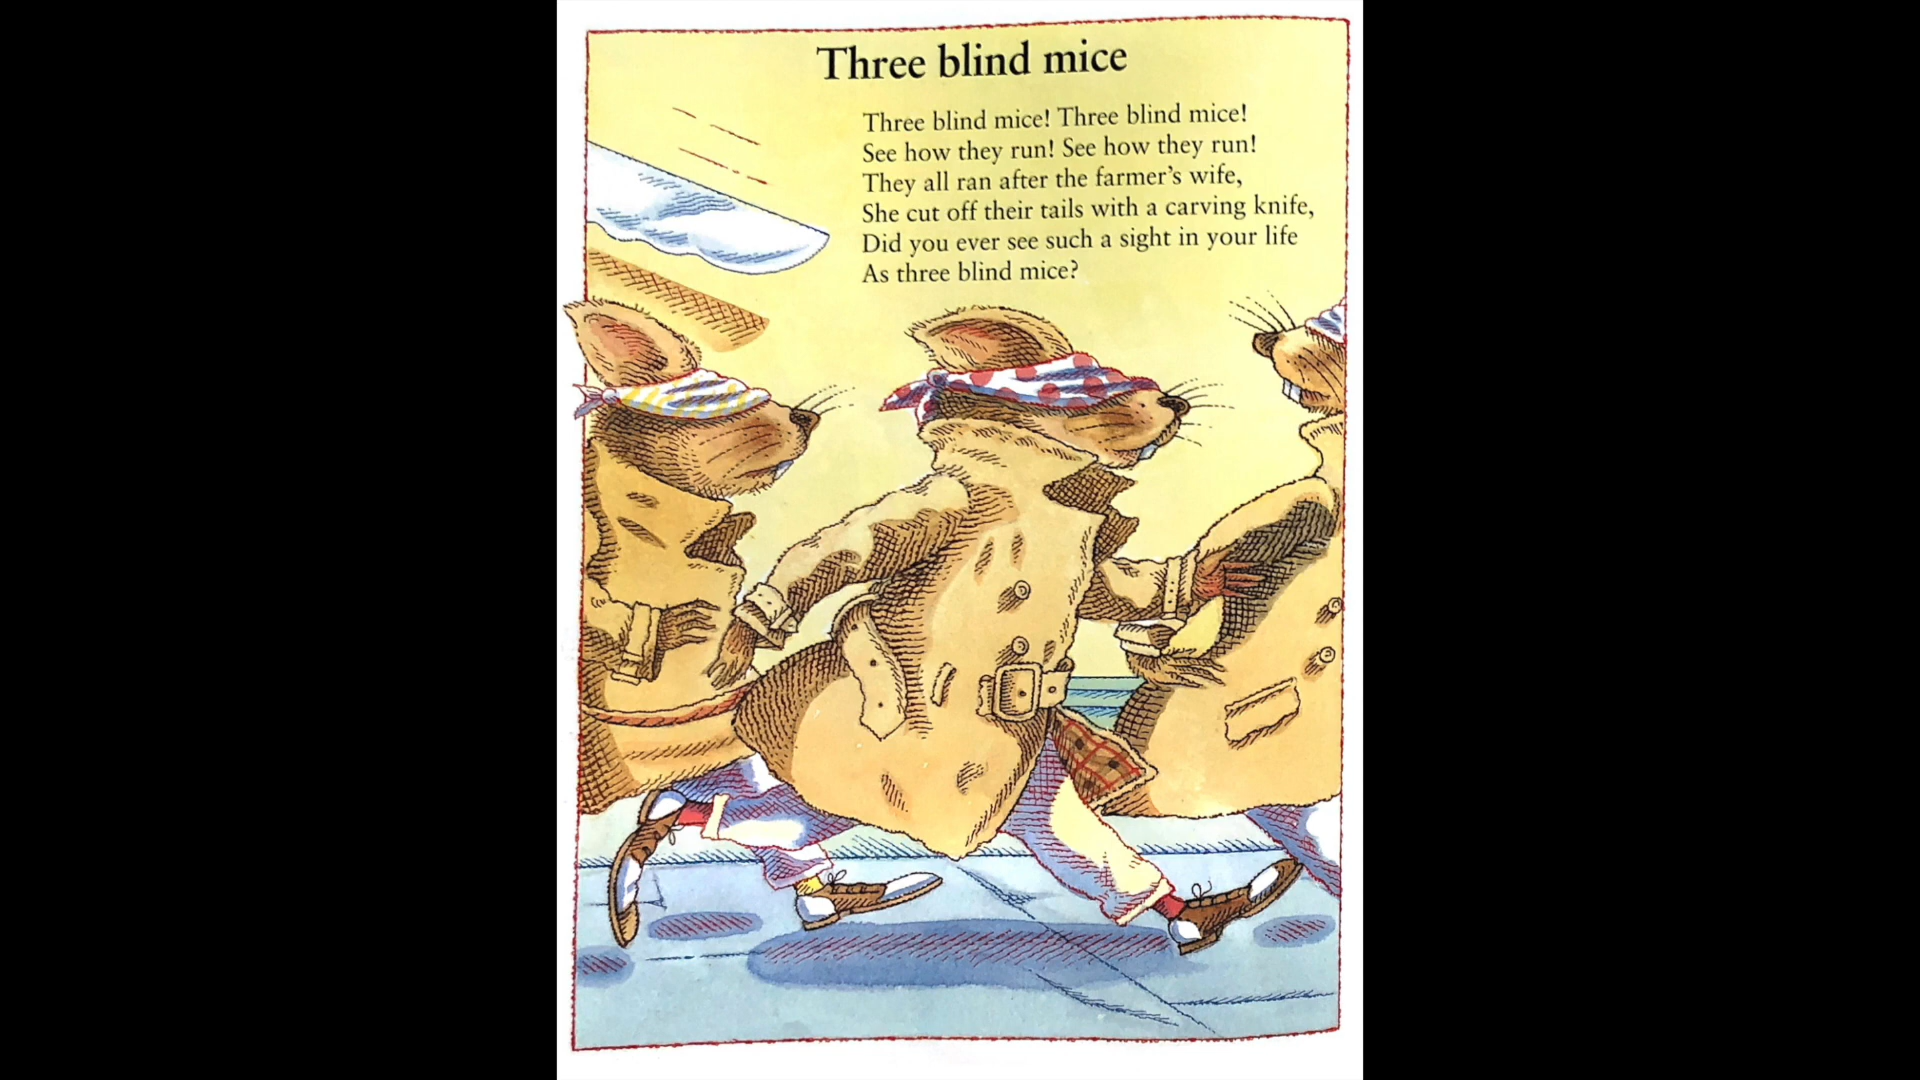 Three blind mice
Three blind mice! Three blind mice!
See how they run! See how they run!
They all ran after the farmer's wife,
She cut off their tails with a carving knife,
Did you ever see such a sight in your life
As three blind mice?